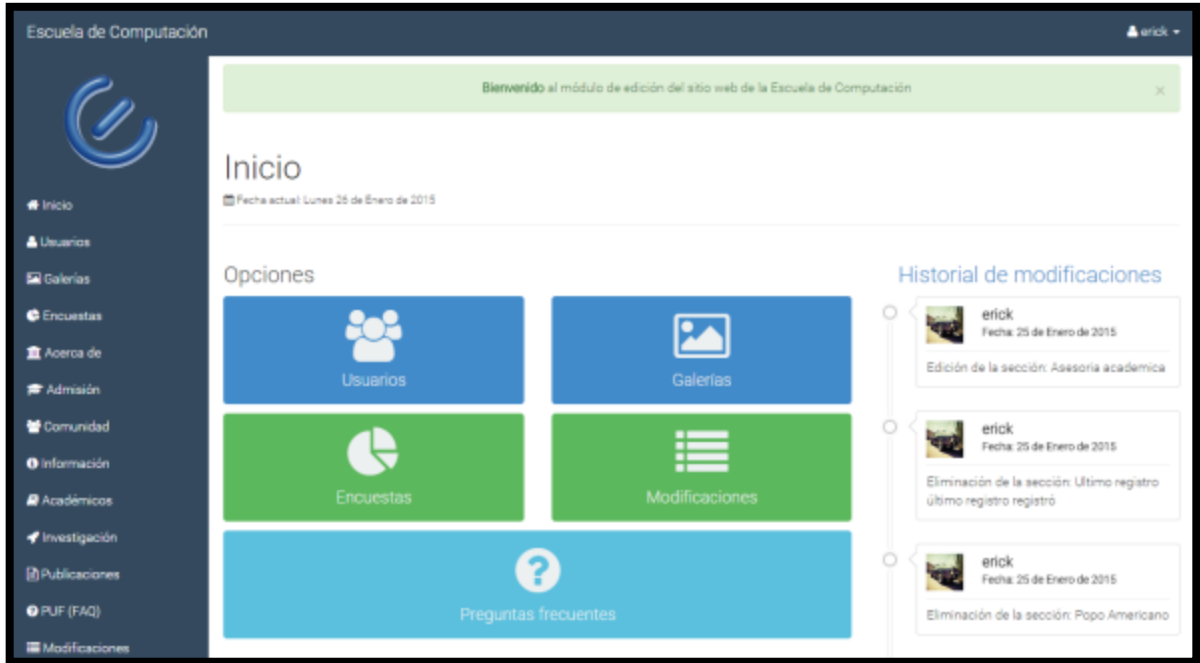 Escuela de Computación
erick
Bienvenido al módulo de edición del sitio web de la Escuela de Computación
×
Inicio
Fecha actual: Lunes 26 de Enero de 2015
Inicio
Usuarios
Galerías
Encuestas
Acerca de
Admisión
Comunidad
Información
Académicos
Investigación
Publicaciones
PUF (FAQ)
Modificaciones
Opciones
Usuarios
Galerías
Encuestas
Modificaciones
Preguntas frecuentes
Historial de modificaciones
erick
Fecha: 25 de Enero de 2015
Edición de la sección: Asesoria academica
erick
Fecha: 25 de Enero de 2015
Eliminación de la sección: Ultimo registro
último registro registró
erick
Fecha: 25 de Enero de 2015
Eliminación de la sección: Popo Americano